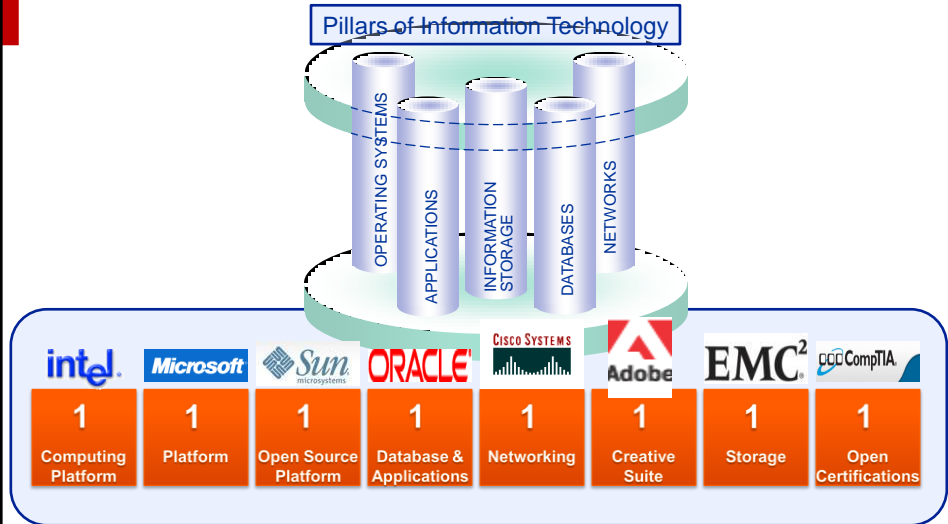 Pillars of Information Technology
OPERATING SYSTEMS
APPLICATIONS
INFORMATION
STORAGE
DATABASES
NETWORKS
intel.
Microsoft
Sun
microsystems
ORACLE
CISCO SYSTEMS
Adobe
EMC²
CompTIA
1
Computing
Platform
1
Platform
1
Open Source
Platform
1
Database &
Applications
1
Networking
1
Creative
Suite
1
Storage
1
Open
Certifications